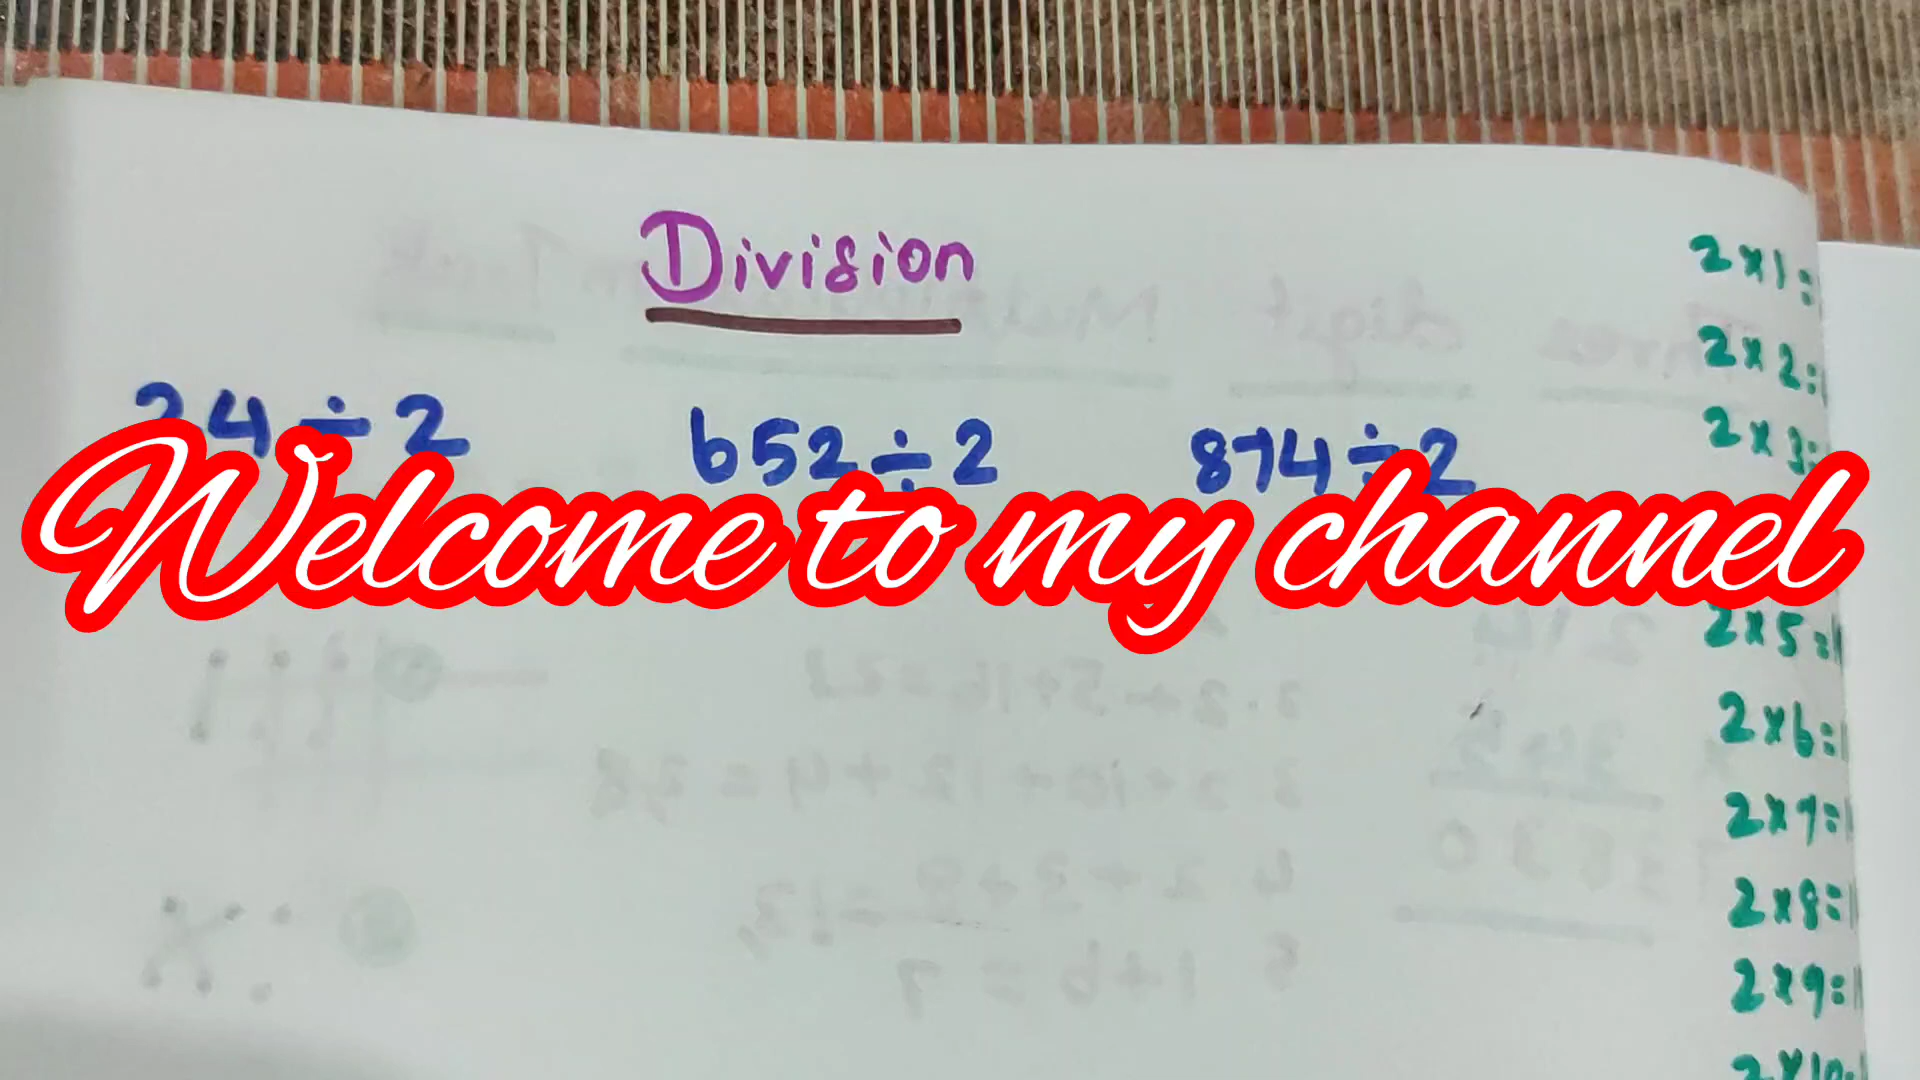 Division
24 ÷ 2 652 ÷ 2 874 ÷ 2
Welcome to my channel
2x1=
2x2=
2x3=
2x5=
2x6=
2x7=
2x8=
2x9=
2x10=